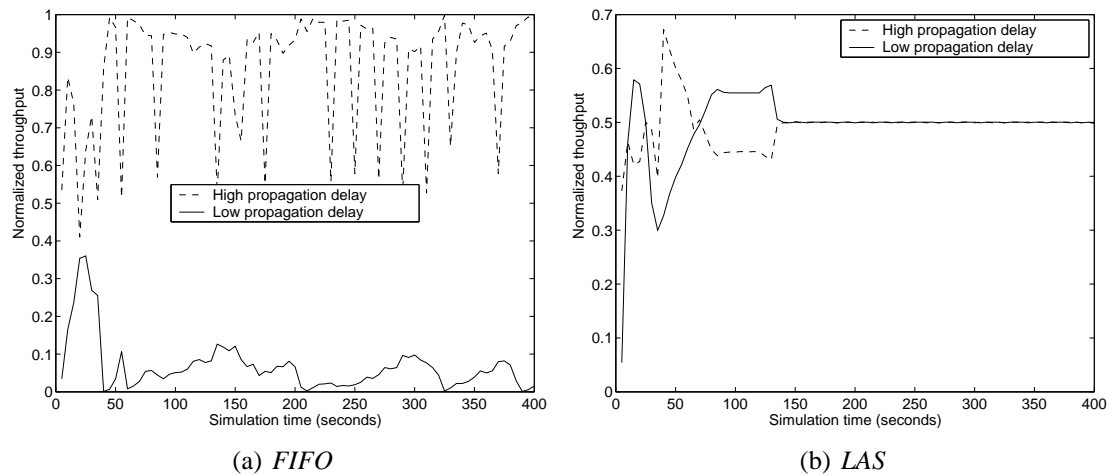 1
0.9
0.8
0.7
0.6
0.5
0.4
0.3
0.2
0.1
0
Normalized throughput
High propagation delay
Low propagation delay
0 50 100 150 200 250 300 350 400
Simulation time (seconds)
(a) FIFO
0.7
0.6
0.5
0.4
0.3
0.2
0.1
0
Normalized thoughput
High propagation delay
Low propagation delay
0 50 100 150 200 250 300 350 400
Simulation time (seconds)
(b) LAS